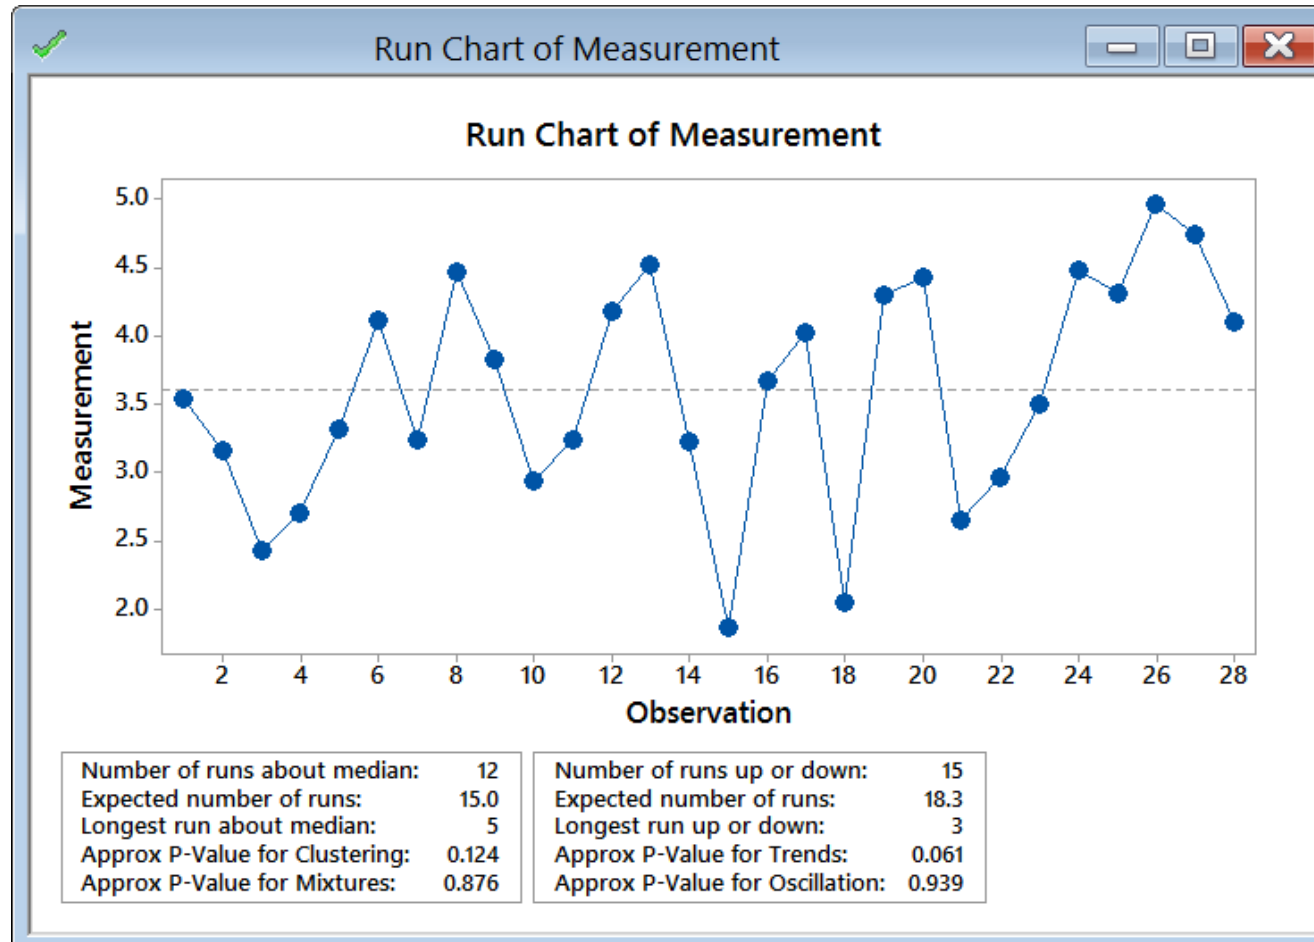 Run Chart of Measurement
Run Chart of Measurement
5.0
4.5
4.0
3.5
3.0
2.5
2.0
Measurement
2 4 6 8 10 12 14 16 18 20 22 24 26 28
Observation
Number of runs about median: 12
Expected number of runs: 15.0
Longest run about median: 5
Approx P-Value for Clustering: 0.124
Approx P-Value for Mixtures: 0.876
Number of runs up or down: 15
Expected number of runs: 18.3
Longest run up or down: 3
Approx P-Value for Trends: 0.061
Approx P-Value for Oscillation: 0.939